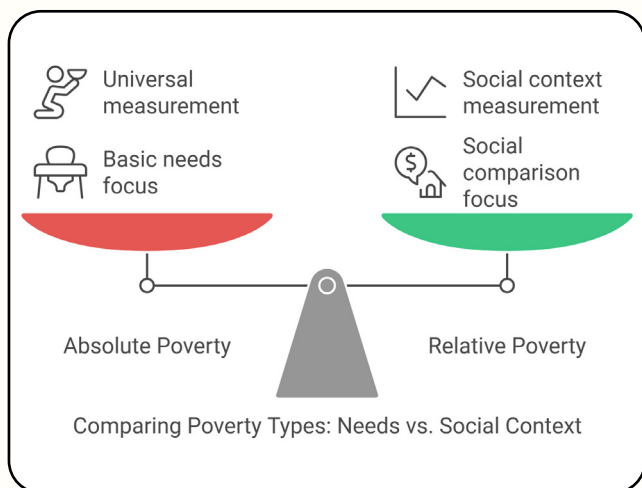 Universal
measurement
Basic needs
focus
Social context
measurement
$
Social
comparison
focus
Absolute Poverty
Relative Poverty
Comparing Poverty Types: Needs vs. Social Context